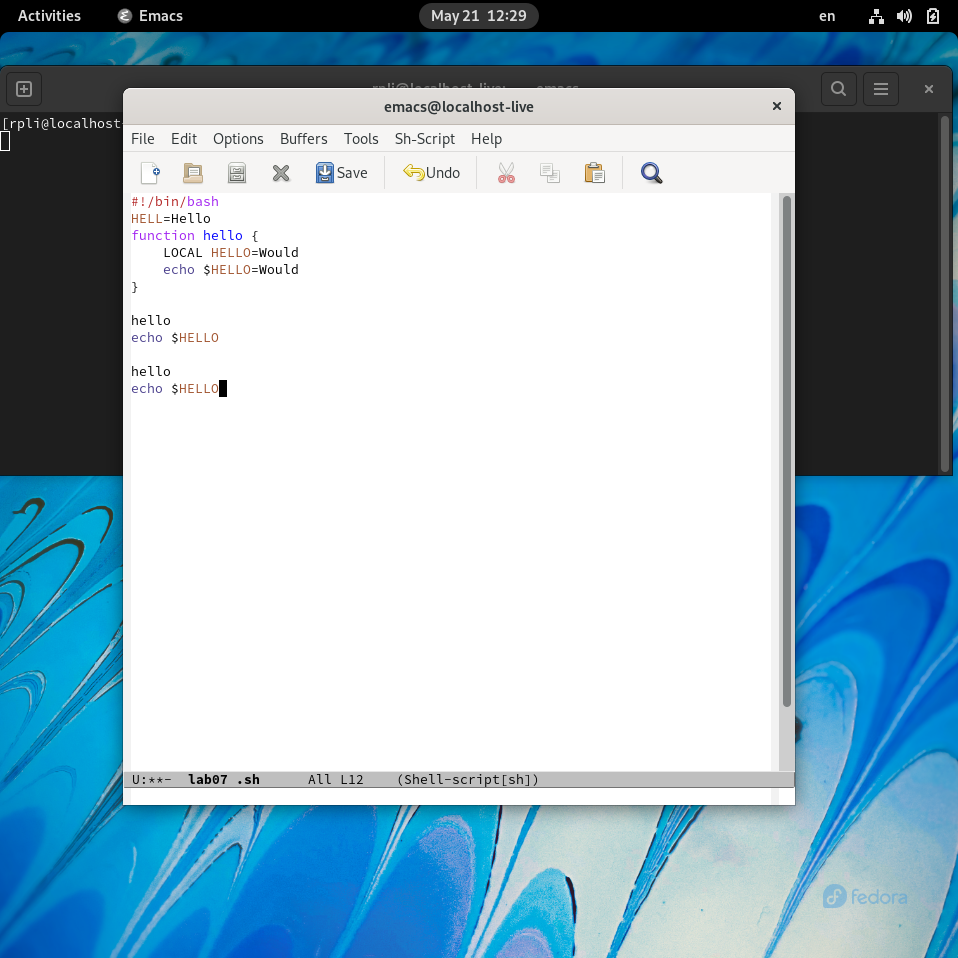 Activities Emacs May 21 12:29 en
[rpli@localhost-
emacs@localhost-live
File Edit Options Buffers Tools Sh-Script Help
Save Undo
#!/bin/bash
HELL=Hello
function hello {
    LOCAL HELLO=Would
    echo $HELLO=Would
}
hello
echo $HELLO
hello
echo $HELLO
U:**- lab07 .sh All L12 (Shell-script[sh])
fedora